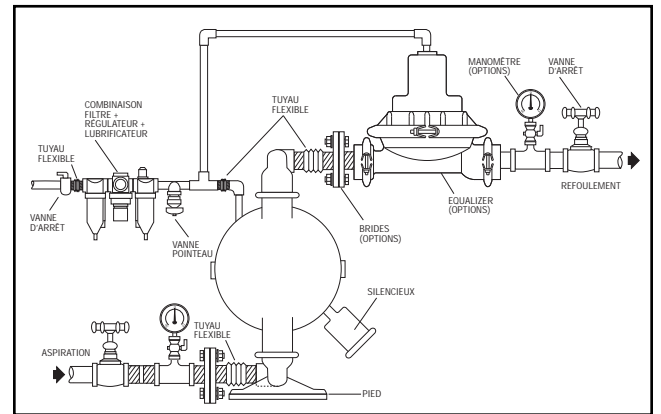 MANOMÈTRE
(OPTIONS)
VANNE
D'ARRÊT
COMBINAISON
FILTRE +
RÉGULATEUR +
LUBRIFICATEUR
TUYAU
FLEXIBLE
TUYAU
FLEXIBLE
REFOULEMENT
EQUALIZER
(OPTIONS)
VANNE
D'ARRÊT
BRIDES
(OPTIONS)
VANNE
POINTEAU
SILENCIEUX
TUYAU
FLEXIBLE
ASPIRATION
PIED